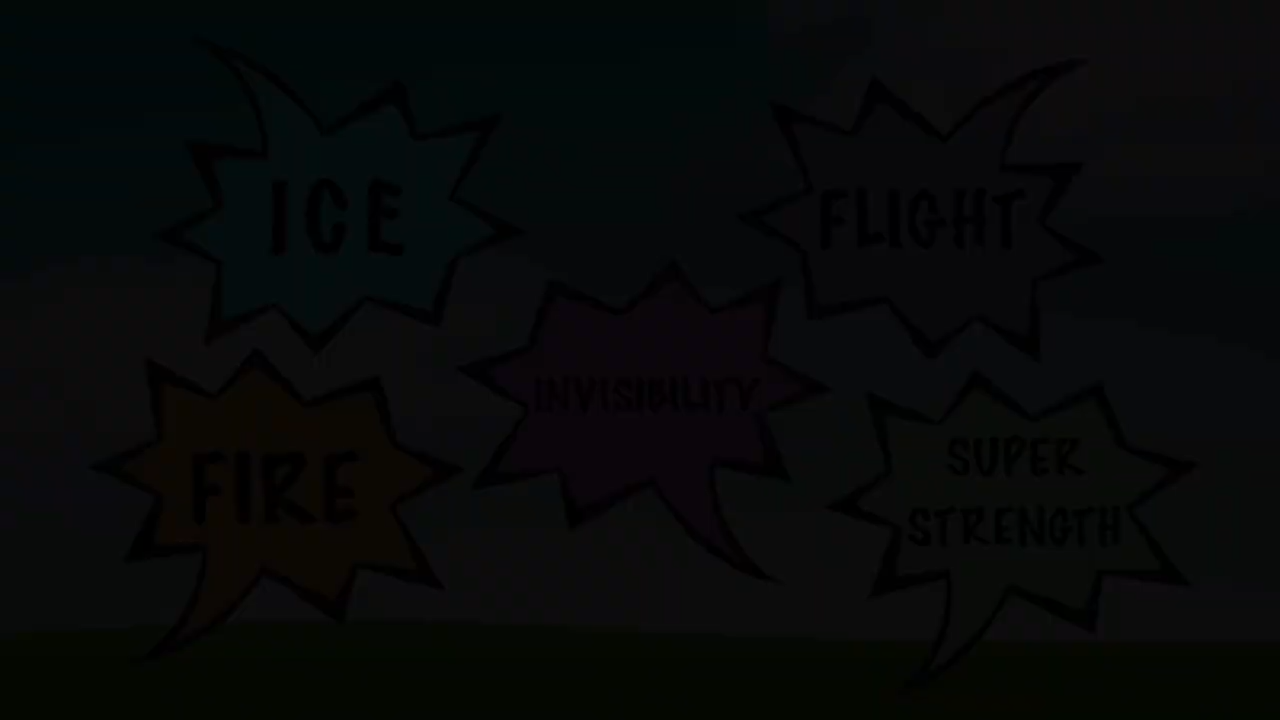 ICE
FLIGHT
INVISIBILITY
FIRE
SUPER
STRENGTH